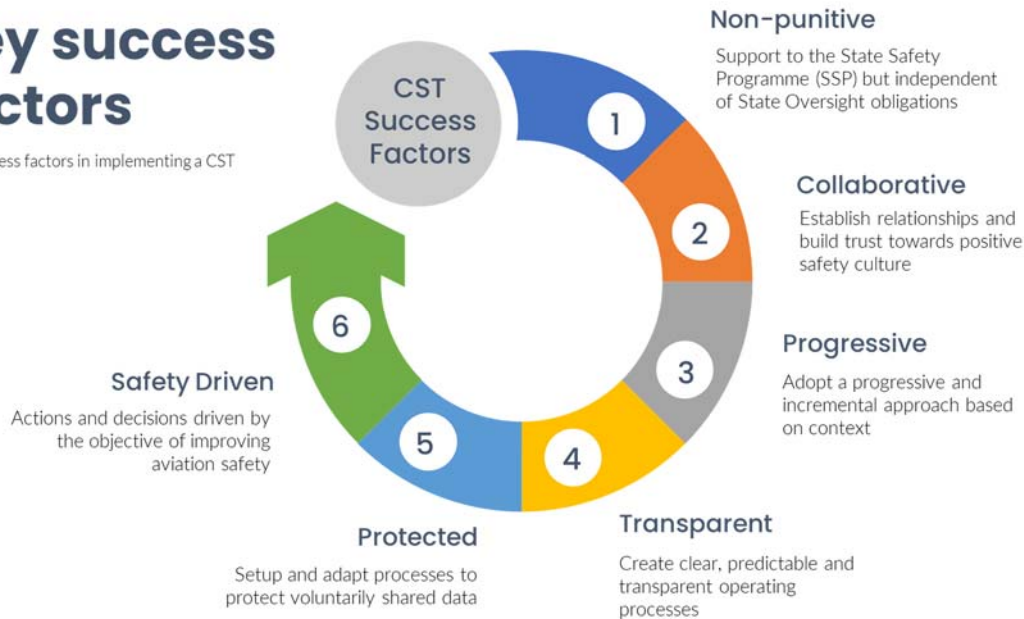 ey success
ctors
ess factors in implementing a CST
CST
Success
Factors
1
Non-punitive
Support to the State Safety
Programme (SSP) but independent
of State Oversight obligations
2
Collaborative
Establish relationships and
build trust towards positive
safety culture
3
Progressive
Adopt a progressive and
incremental approach based
on context
4
Transparent
Create clear, predictable and
transparent operating
processes
5
Protected
Setup and adapt processes to
protect voluntarily shared data
6
Safety Driven
Actions and decisions driven by
the objective of improving
aviation safety